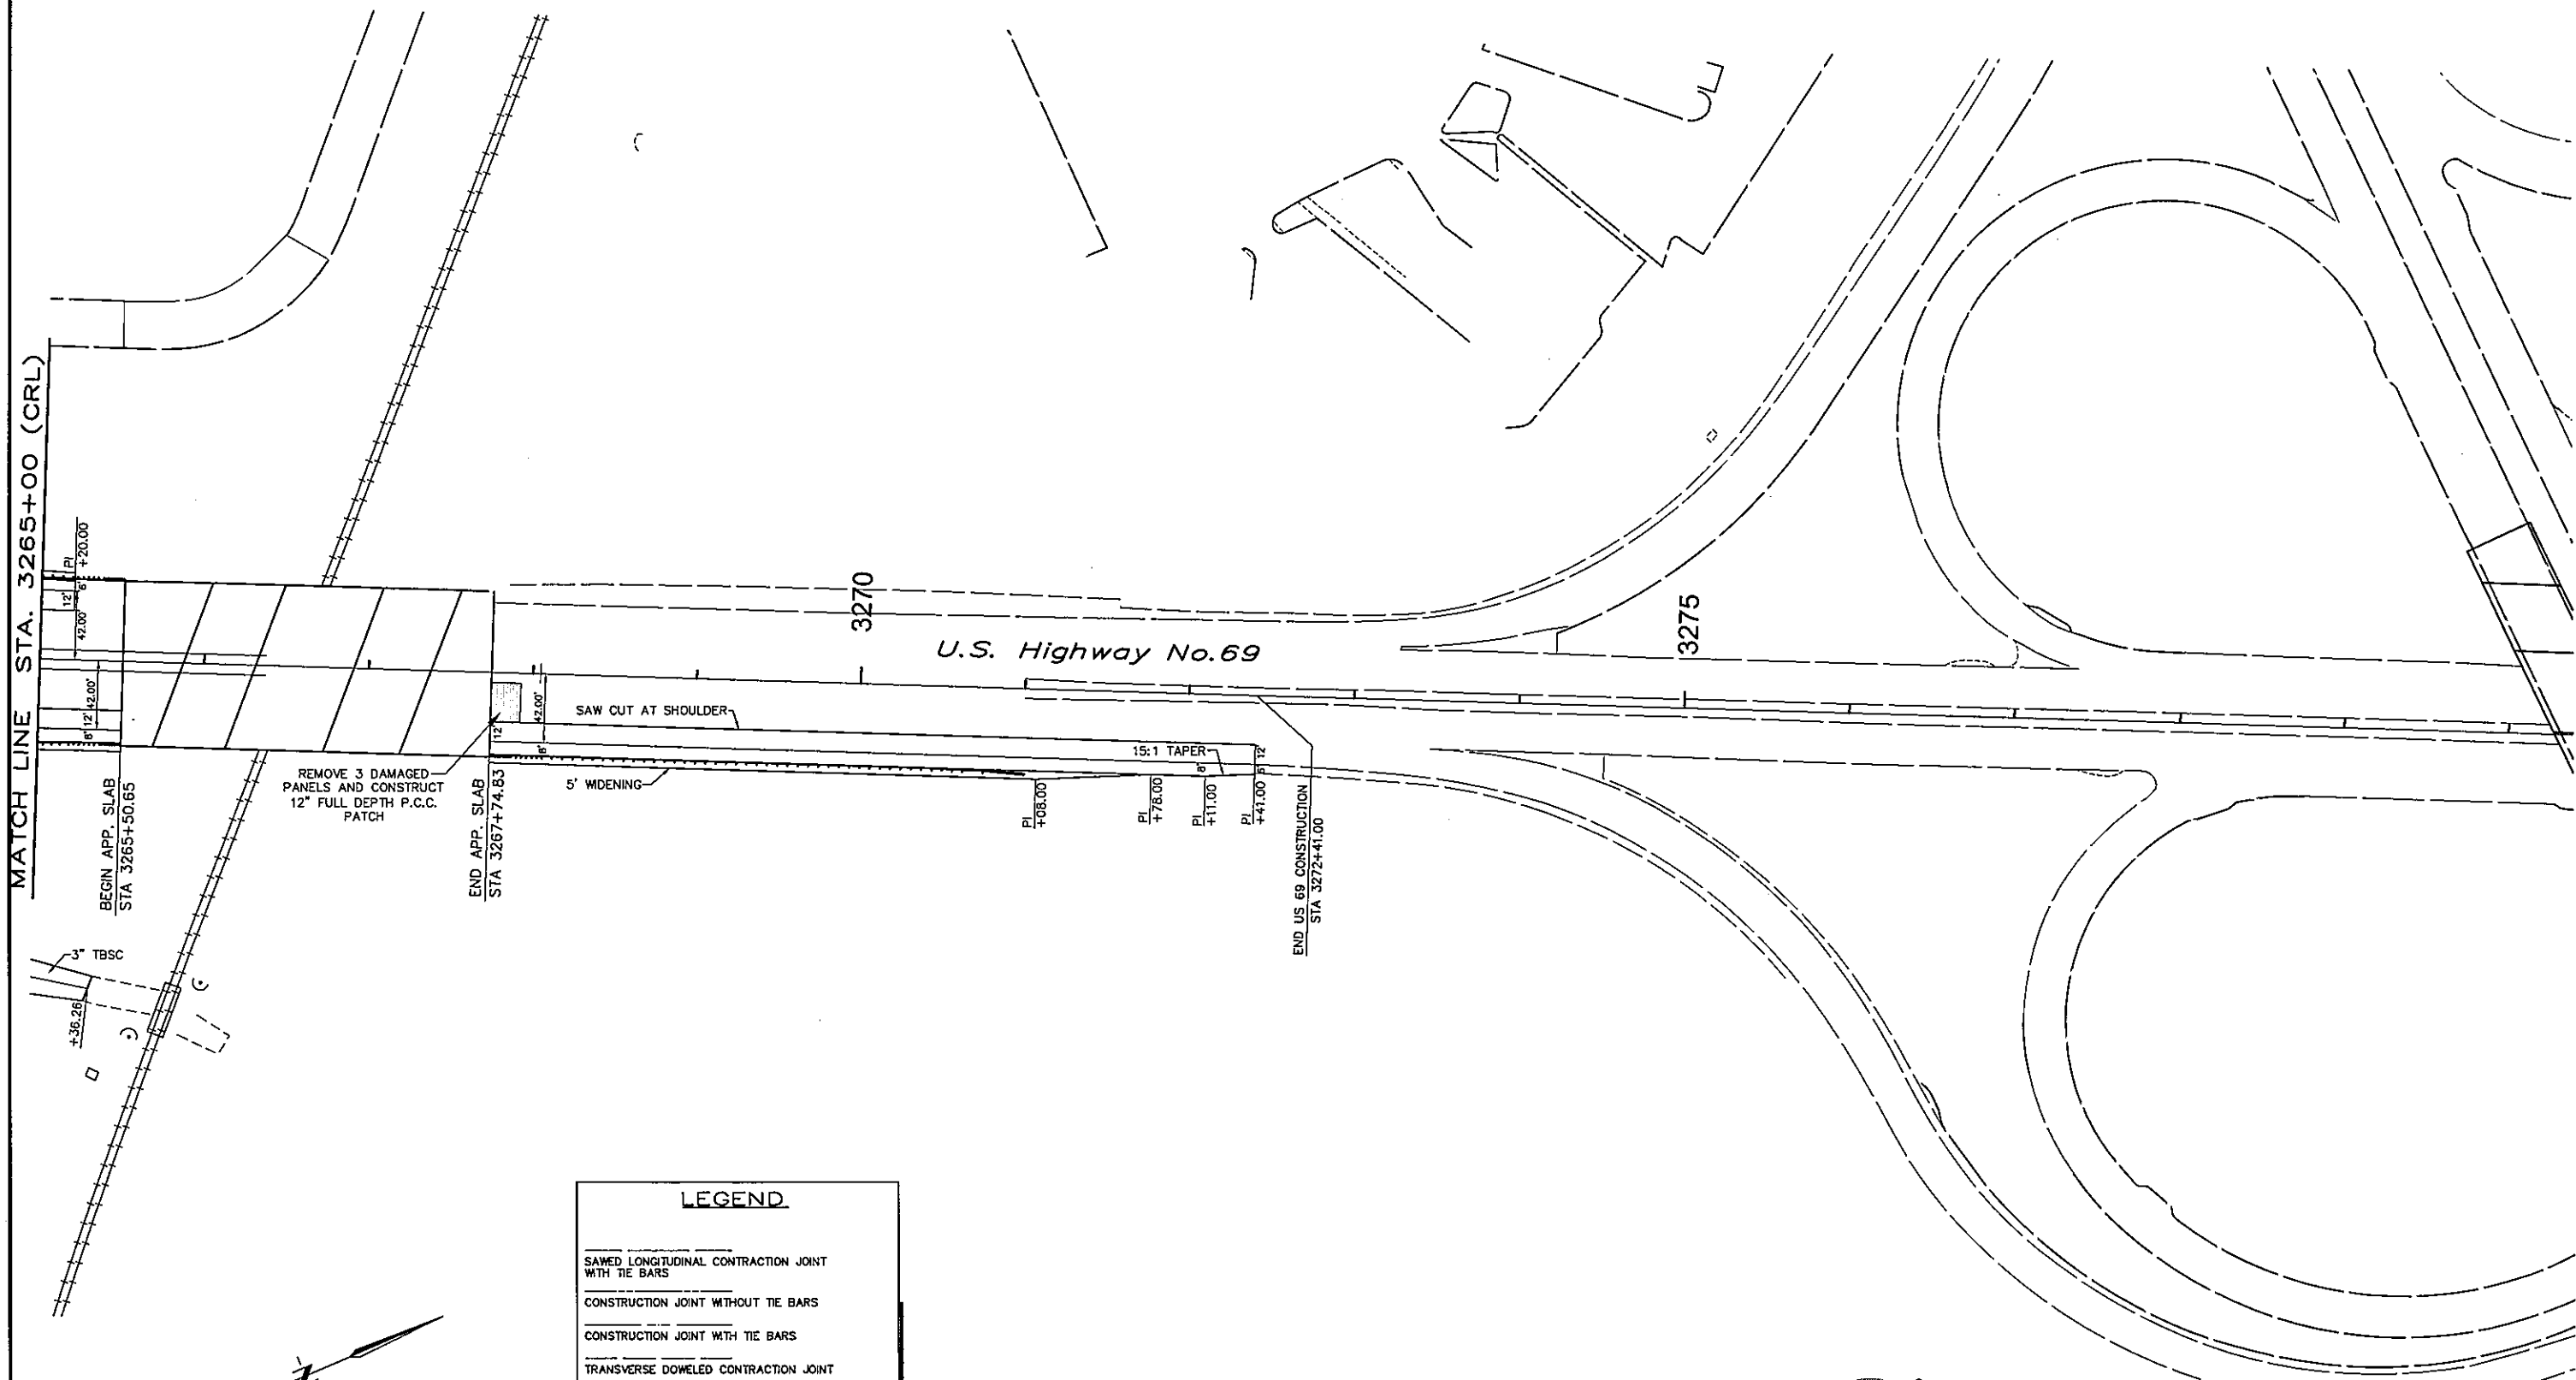 MATCH LINE STA. 3265+00 (CRL)
PI
+20.00
6'
12'
42.00'
42.00'
12'
8'
BEGIN APP. SLAB
STA 3265+50.65
REMOVE 3 DAMAGED
PANELS AND CONSTRUCT
12" FULL DEPTH P.C.C.
PATCH
END APP. SLAB
STA 3267+74.83
12'
42.00'
8'
SAW CUT AT SHOULDER
5' WIDENING
3270
U.S. Highway No.69
3275
15:1 TAPER
8'
12'
PI
+08.00
PI
+78.00
PI
+11.00
PI
+41.00
END US 69 CONSTRUCTION
STA 3272+41.00
3" TBSC
+36.26
LEGEND
SAWED LONGITUDINAL CONTRACTION JOINT
WITH TIE BARS
CONSTRUCTION JOINT WITHOUT TIE BARS
CONSTRUCTION JOINT WITH TIE BARS
TRANSVERSE DOWELED CONTRACTION JOINT